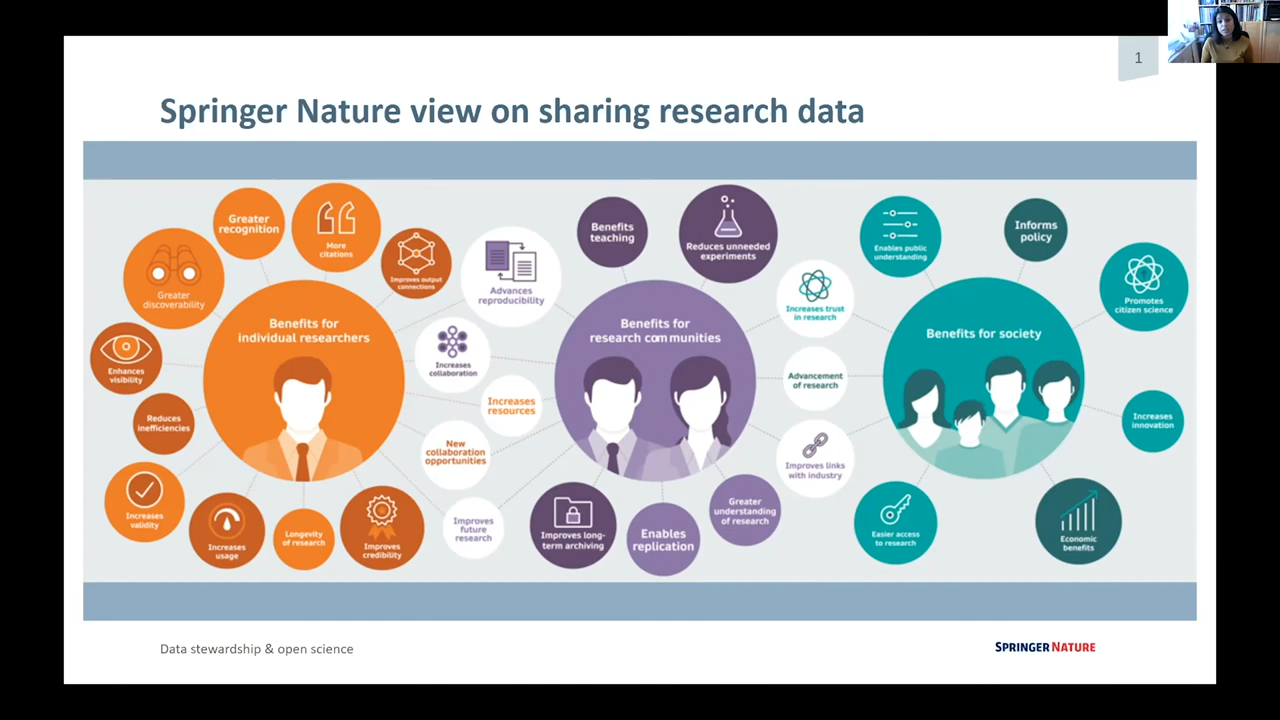 1
Springer Nature view on sharing research data
Greater
recognition
More
citations
Improves output
connections
Greater
discoverability
Enhances
visibility
Reduces
inefficiencies
Increases
validity
Increases
usage
Longevity
of research
Improves
credibility
Benefits for
individual researchers
Advances
reproducibility
Increases
collaboration
Increases
resources
New
collaboration
opportunities
Improves
future
research
Benefits
teaching
Reduces unneeded
experiments
Benefits for
research communities
Improves long-
term archiving
Enables
replication
Greater
understanding
of research
Increases trust
in research
Advancement
of research
Improves links
with industry
Enables public
understanding
Informs
policy
Promotes
citizen science
Benefits for society
Increases
innovation
Easier access
to research
Economic
benefits
Data stewardship & open science
SPRINGER NATURE